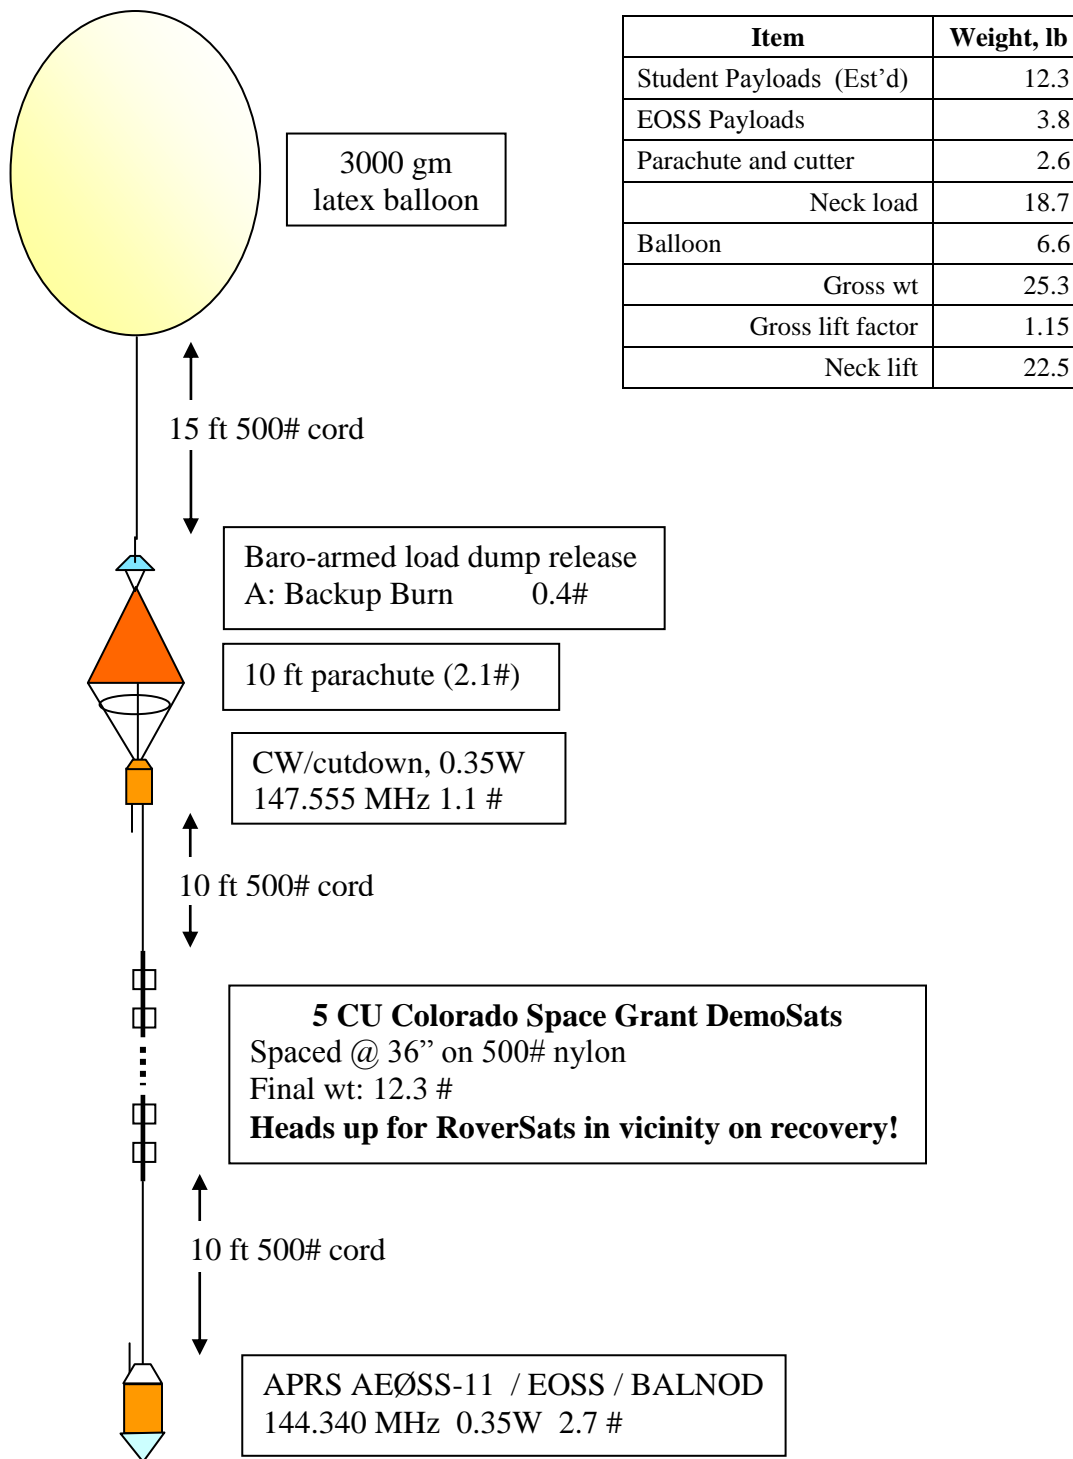 Item Weight, lb
Student Payloads (Est’d) 12.3
EOSS Payloads 3.8
Parachute and cutter 2.6
Neck load 18.7
Balloon 6.6
Gross wt 25.3
Gross lift factor 1.15
Neck lift 22.5
3000 gm
latex balloon
15 ft 500# cord
Baro-armed load dump release
A: Backup Burn 0.4#
10 ft parachute (2.1#)
CW/cutdown, 0.35W
147.555 MHz 1.1 #
10 ft 500# cord
5 CU Colorado Space Grant DemoSats
Spaced @ 36” on 500# nylon
Final wt: 12.3 #
Heads up for RoverSats in vicinity on recovery!
10 ft 500# cord
APRS AEØSS-11 / EOSS / BALNOD
144.340 MHz 0.35W 2.7 #